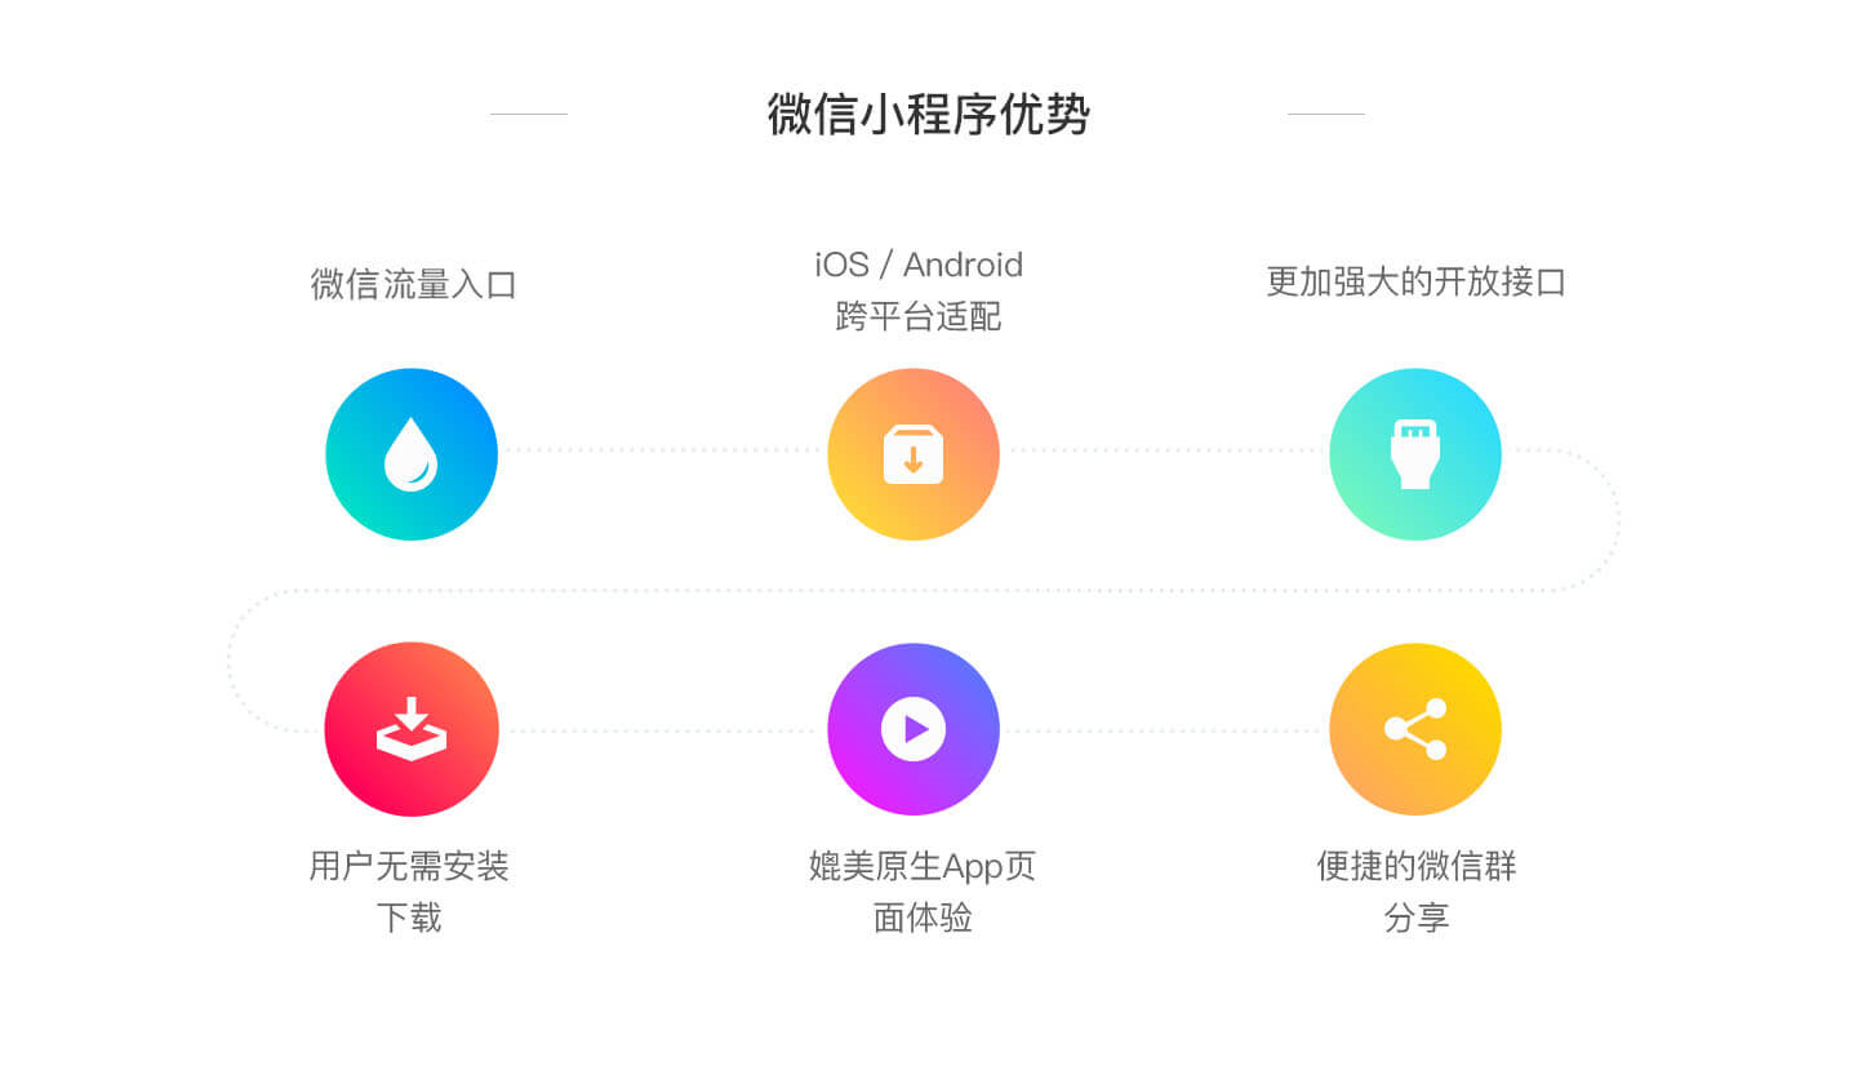 微信小程序优势
微信流量入口
iOS / Android
跨平台适配
更加强大的开放接口
用户无需安装
下载
媲美原生App页
面体验
便捷的微信群
分享